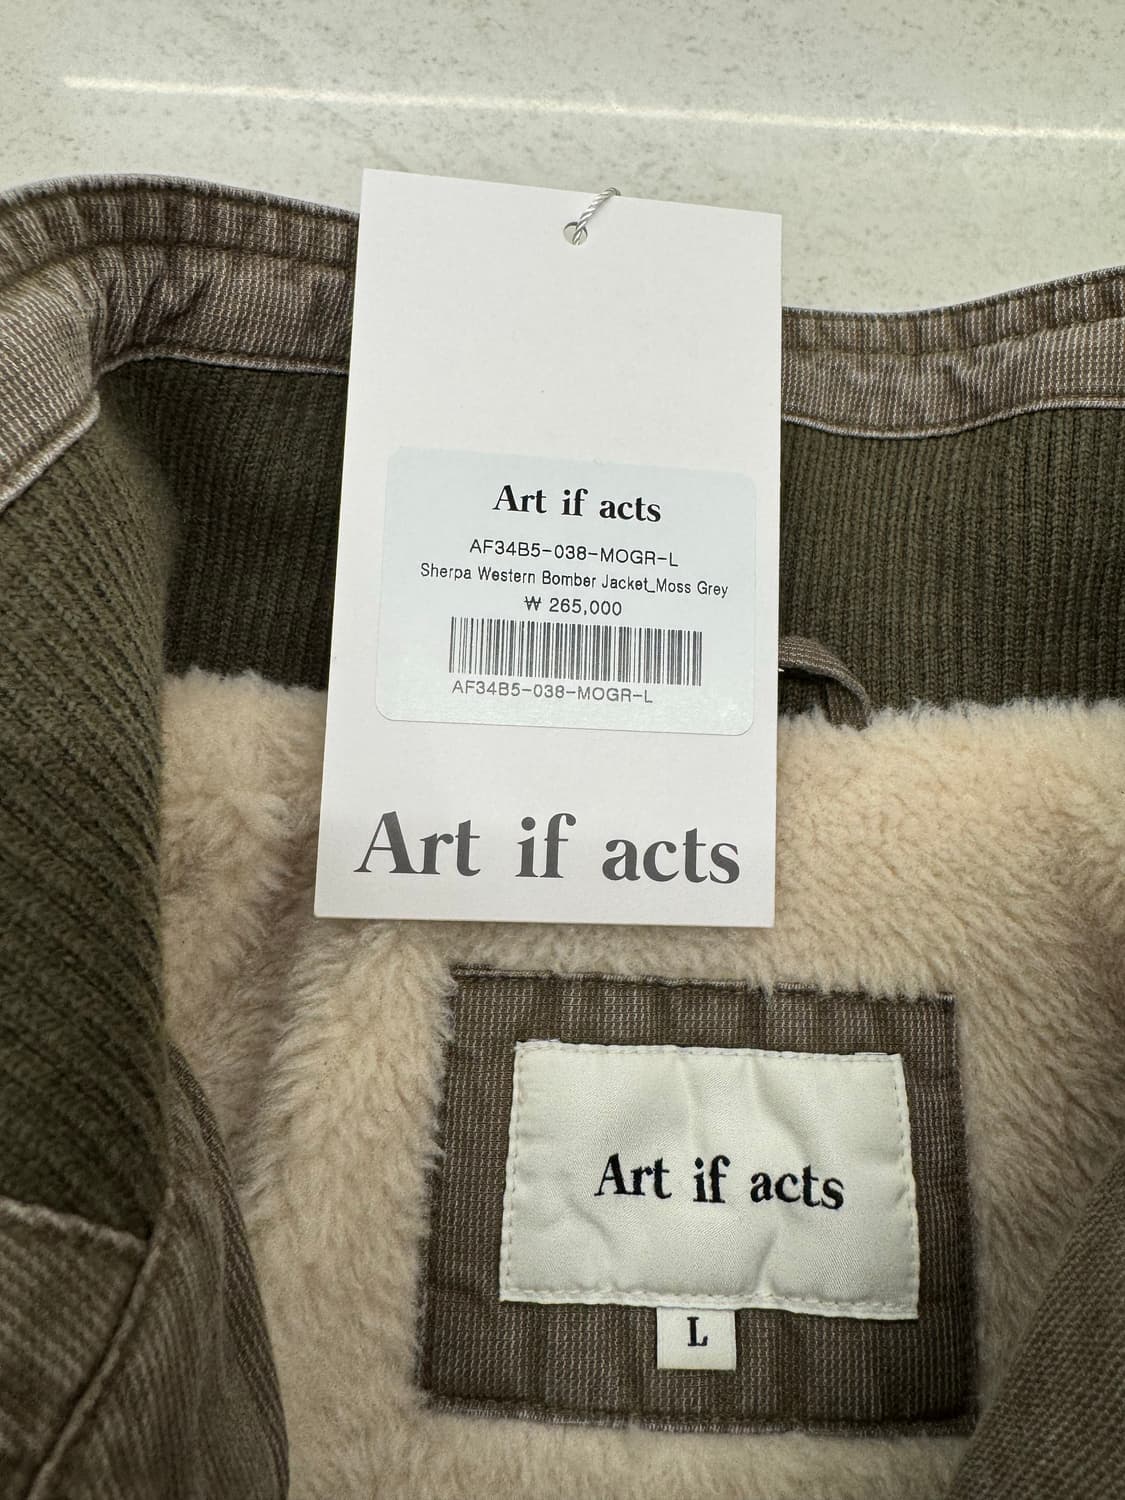 Art if acts
AF34B5-038-MOGR-L
Sherpa Western Bomber Jacket_Moss Grey
₩ 265,000
AF34B5-038-MOGR-L
Art if acts
Art if acts
L